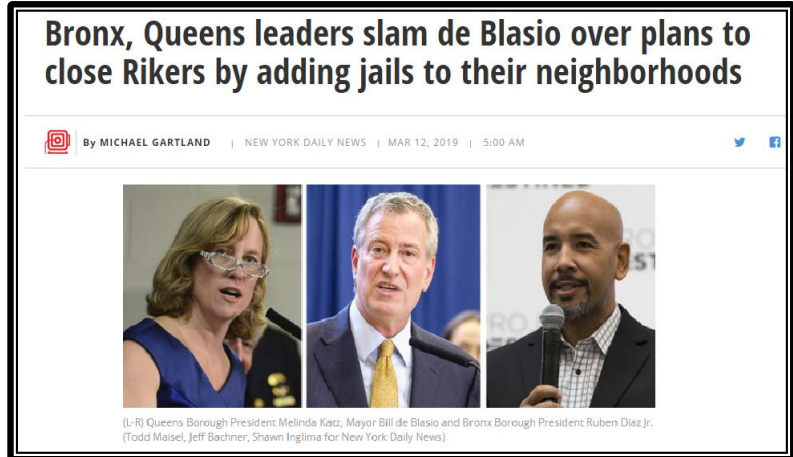 Bronx, Queens leaders slam de Blasio over plans to
close Rikers by adding jails to their neighborhoods
By MICHAEL GARTLAND | NEW YORK DAILY NEWS | MAR 12, 2019 | 5:00 AM
(L-R) Queens Borough President Melinda Katz, Mayor Bill de Blasio and Bronx Borough President Ruben Diaz Jr.
(Todd Maisel, Jeff Bachner, Shawn Inglima for New York Daily News)